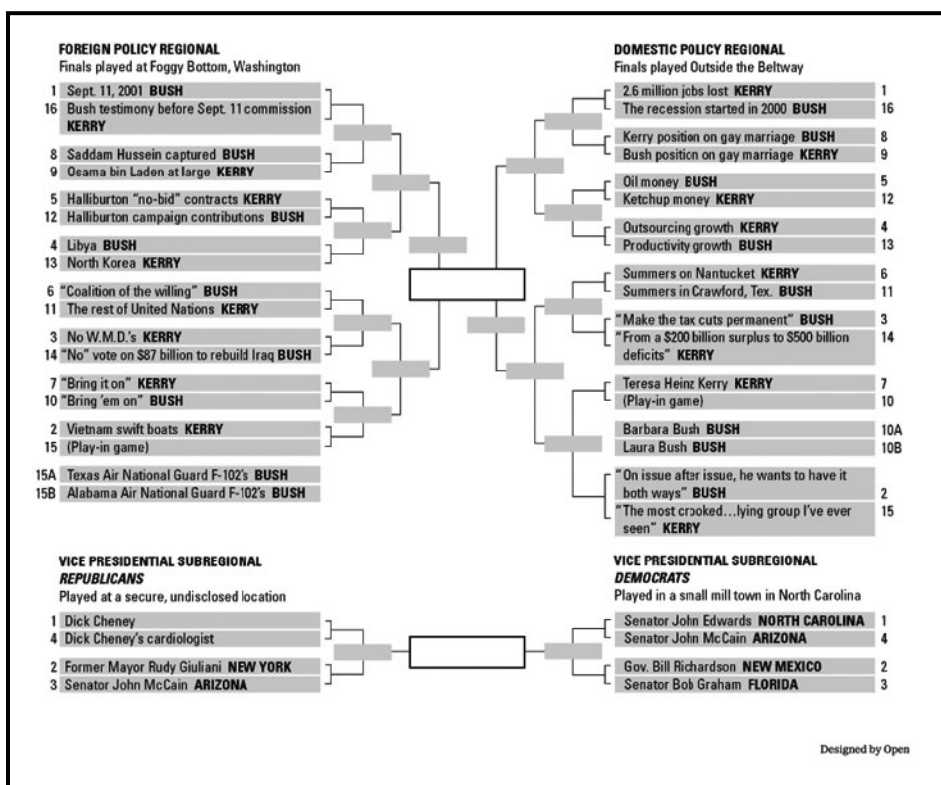 FOREIGN POLICY REGIONAL
Finals played at Foggy Bottom, Washington
1 Sept. 11, 2001 BUSH
16 Bush testimony before Sept. 11 commission
KERRY
8 Saddam Hussein captured BUSH
9 Osama bin Laden at large KERRY
5 Halliburton “no-bid” contracts KERRY
12 Halliburton campaign contributions BUSH
4 Libya BUSH
13 North Korea KERRY
6 “Coalition of the willing” BUSH
11 The rest of United Nations KERRY
3 No W.M.D.'s KERRY
14 “No” vote on $87 billion to rebuild Iraq BUSH
7 “Bring it on” KERRY
10 “Bring 'em on” BUSH
2 Vietnam swift boats KERRY
15 (Play-in game)
15A Texas Air National Guard F-102's BUSH
15B Alabama Air National Guard F-102's BUSH
DOMESTIC POLICY REGIONAL
Finals played Outside the Beltway
2.6 million jobs lost KERRY 1
The recession started in 2000 BUSH 16
Kerry position on gay marriage BUSH 8
Bush position on gay marriage KERRY 9
Oil money BUSH 5
Ketchup money KERRY 12
Outsourcing growth KERRY 4
Productivity growth BUSH 13
Summers on Nantucket KERRY 6
Summers in Crawford, Tex. BUSH 11
“Make the tax cuts permanent” BUSH 3
“From a $200 billion surplus to $500 billion 14
deficits” KERRY
Teresa Heinz Kerry KERRY 7
(Play-in game) 10
Barbara Bush BUSH 10A
Laura Bush BUSH 10B
“On issue after issue, he wants to have it
both ways” BUSH 2
“The most crooked...lying group I've ever 15
seen” KERRY
VICE PRESIDENTIAL SUBREGIONAL
REPUBLICANS
Played at a secure, undisclosed location
1 Dick Cheney
4 Dick Cheney's cardiologist
2 Former Mayor Rudy Giuliani NEW YORK
3 Senator John McCain ARIZONA
VICE PRESIDENTIAL SUBREGIONAL
DEMOCRATS
Played in a small mill town in North Carolina
Senator John Edwards NORTH CAROLINA 1
Senator John McCain ARIZONA 4
Gov. Bill Richardson NEW MEXICO 2
Senator Bob Graham FLORIDA 3
Designed by Open